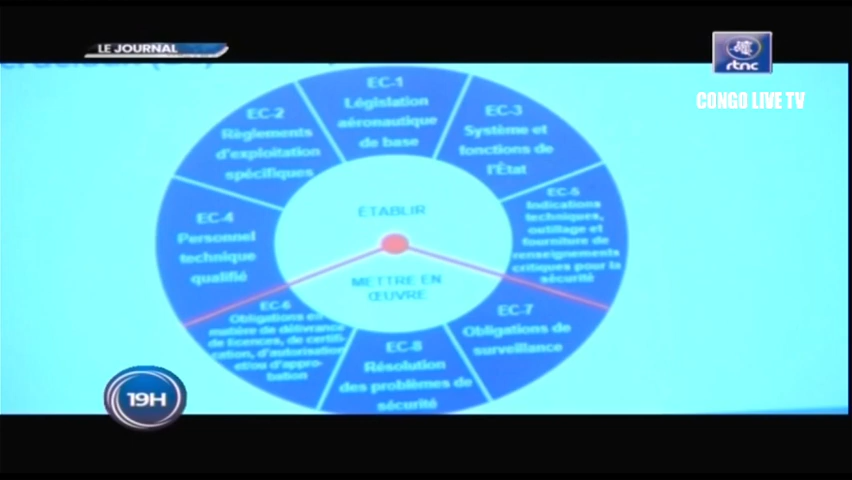 LE JOURNAL
rtnc
CONGO LIVE TV
EC-1
Législation
aéronautique
de base
EC-2
Règlements
d'exploitation
spécifiques
EC-3
Système et
fonctions de
l'État
EC-4
Personnel
technique
qualifié
EC-5
Indications
techniques,
outillage et
fourniture de
renseignements
critiques pour la
sécurité
ÉTABLIR
METTRE EN
ŒUVRE
EC-6
Obligations en
matière de délivrance
de licences, de certifi-
cation, d'autorisation
et/ou d'appro-
bation
EC-7
Obligations de
surveillance
EC-8
Résolution
des problèmes de
sécurité
19H